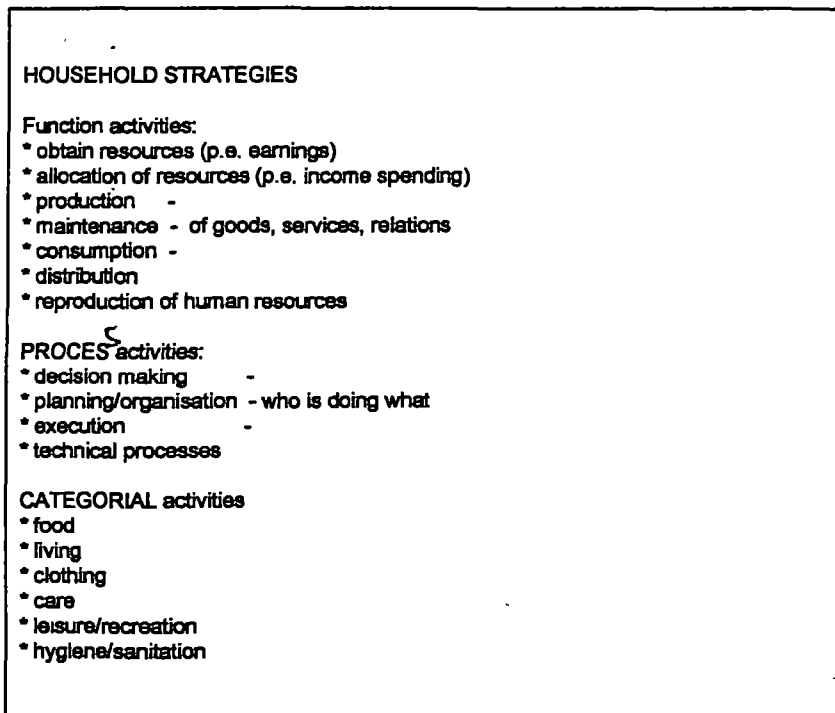 HOUSEHOLD STRATEGIES
Function activities:
* obtain resources (p.e. earnings)
* allocation of resources (p.e. income spending)
* production -
* maintenance - of goods, services, relations
* consumption -
* distribution
* reproduction of human resources
PROCESS activities:
* decision making -
* planning/organisation - who is doing what
* execution -
* technical processes
CATEGORIAL activities
* food
* living
* clothing
* care
* leisure/recreation
* hygiene/sanitation